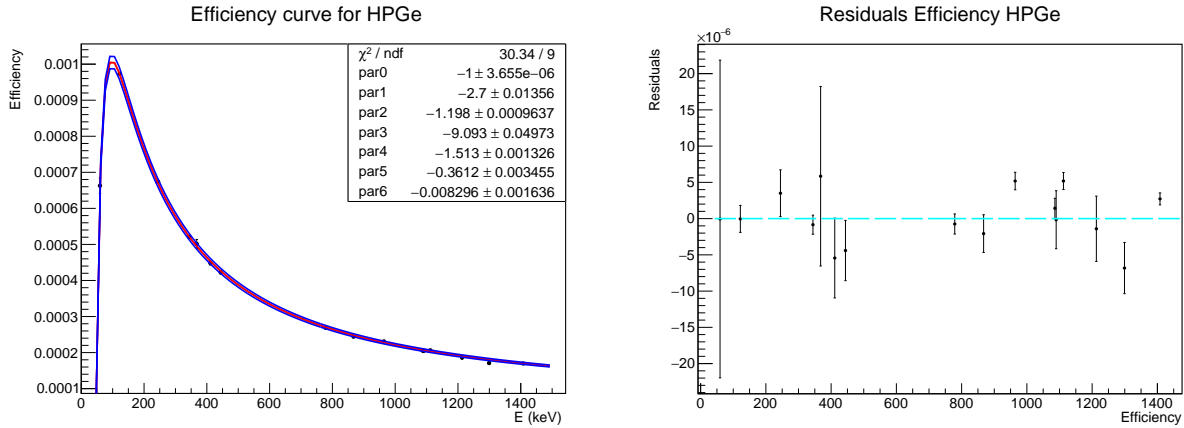 Efficiency curve for HPGe
Efficiency
0.001
0.0009
0.0008
0.0007
0.0006
0.0005
0.0004
0.0003
0.0002
0.0001
0 200 400 600 800 1000 1200 1400
E (keV)
χ² / ndf 30.34 / 9
par0 −1 ± 3.655e−06
par1 −2.7 ± 0.01356
par2 −1.198 ± 0.0009637
par3 −9.093 ± 0.04973
par4 −1.513 ± 0.001326
par5 −0.3612 ± 0.003455
par6 −0.008296 ± 0.001636
Residuals Efficiency HPGe
×10⁻⁶
Residuals
20
15
10
5
0
−5
−10
−15
−20
0 200 400 600 800 1000 1200 1400
Efficiency